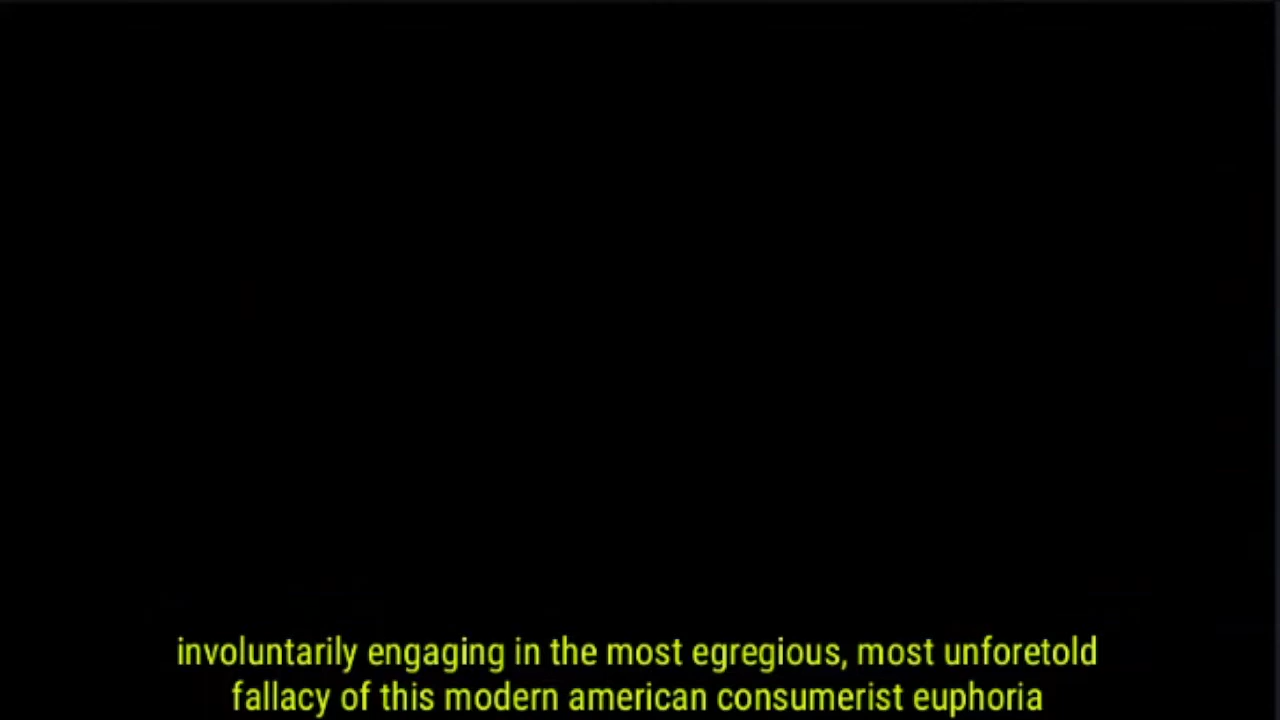 involuntarily engaging in the most egregious, most unforetold
fallacy of this modern american consumerist euphoria